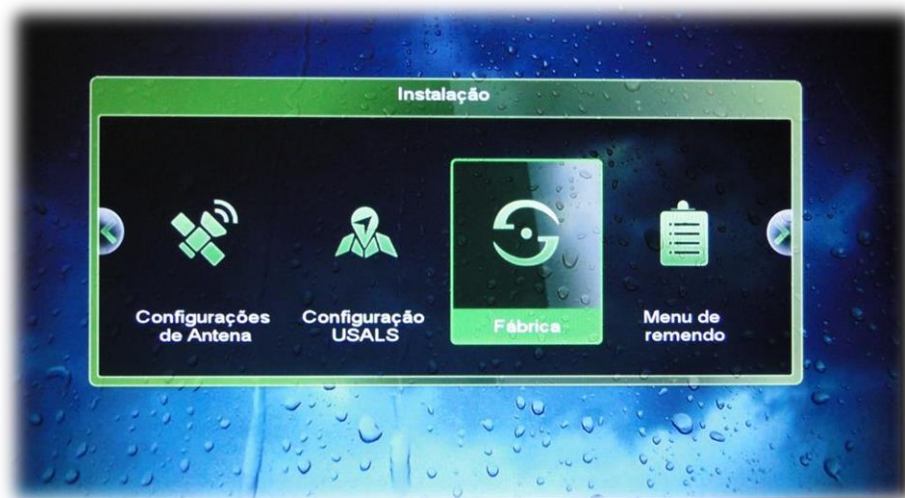 Instalação
Configurações
de Antena
Configuração
USALS
Fábrica
Menu de
remendo